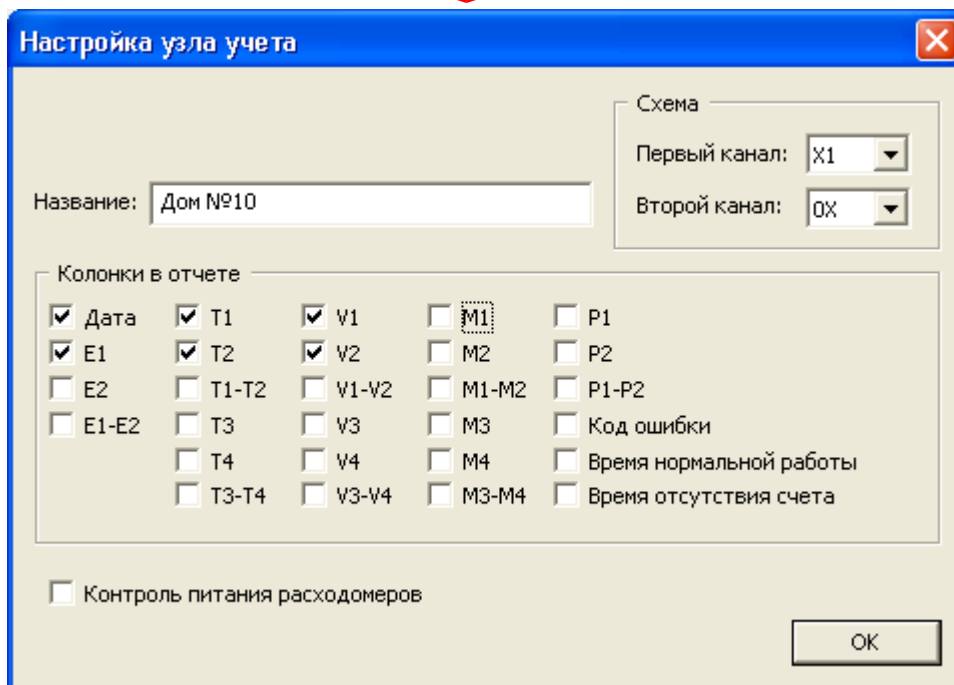 Настройка узла учета
Схема
Первый канал: X1
Название: Дом №10
Второй канал: 0X
Колонки в отчете
Дата T1 V1 M1 P1
E1 T2 V2 M2 P2
E2 T1-T2 V1-V2 M1-M2 P1-P2
E1-E2 T3 V3 M3 Код ошибки
T4 V4 M4 Время нормальной работы
T3-T4 V3-V4 M3-M4 Время отсутствия счета
Контроль питания расходомеров
OK